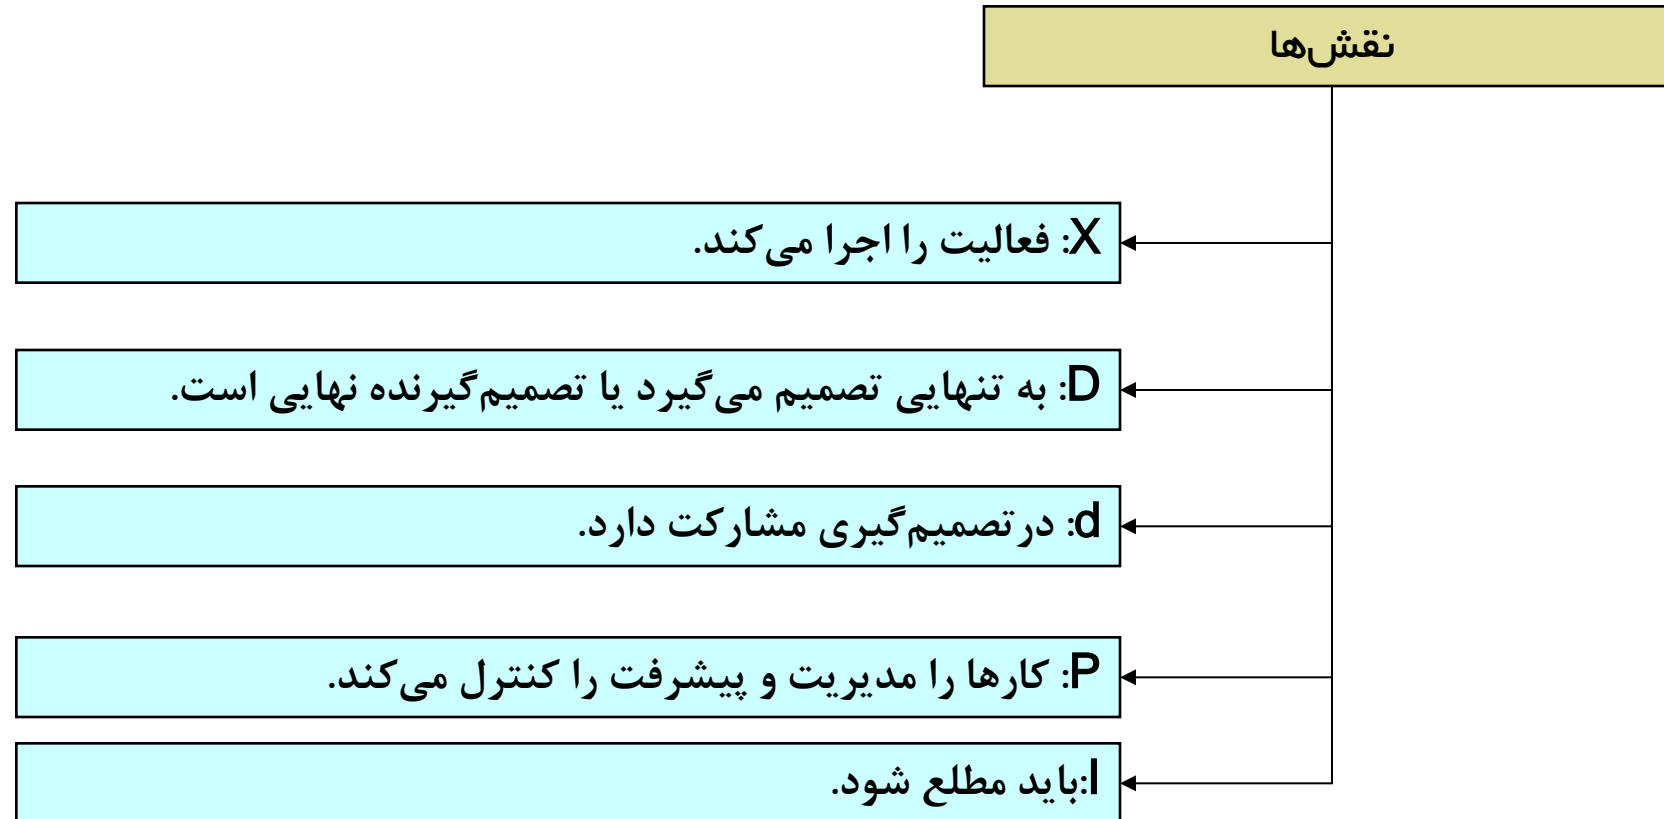 نقش‌ها
X: فعالیت را اجرا می‌کند.
D: به تنهایی تصمیم می‌گیرد یا تصمیم‌گیرنده نهایی است.
d: درتصمیم‌گیری مشارکت دارد.
P: کارها را مدیریت و پیشرفت را کنترل می‌کند.
I:باید مطلع شود.